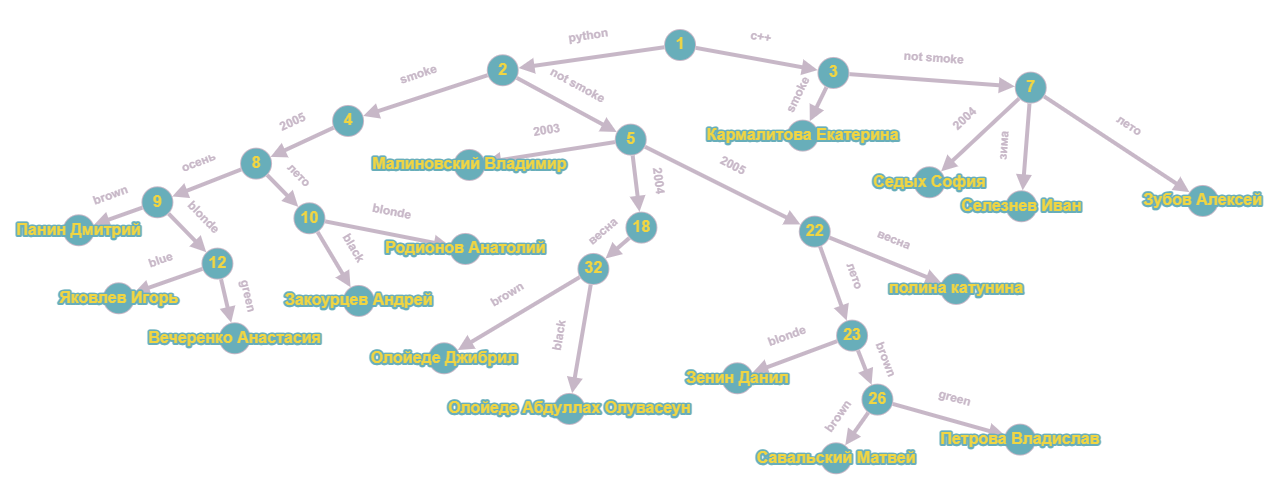 python
1
c++
2
smoke
not smoke
3
not smoke
smoke
7
4
2005
2003
5
Кармалитова Екатерина
2004
зима
лето
8
осень
лето
Малиновский Владимир
2004
2005
Седых София
Селезнев Иван
Зубов Алексей
9
brown
blonde
10
blonde
black
весна
18
22
весна
лето
Панин Дмитрий
Родионов Анатолий
12
blue
green
32
brown
black
полина катунина
Яковлев Игорь
Закоурцев Андрей
Вечеренко Анастасия
23
blonde
brown
Олойеде Джибрил
Зенин Данил
26
green
brown
Олойеде Абдуллах Олувасеун
Петрова Владислав
Савальский Матвей